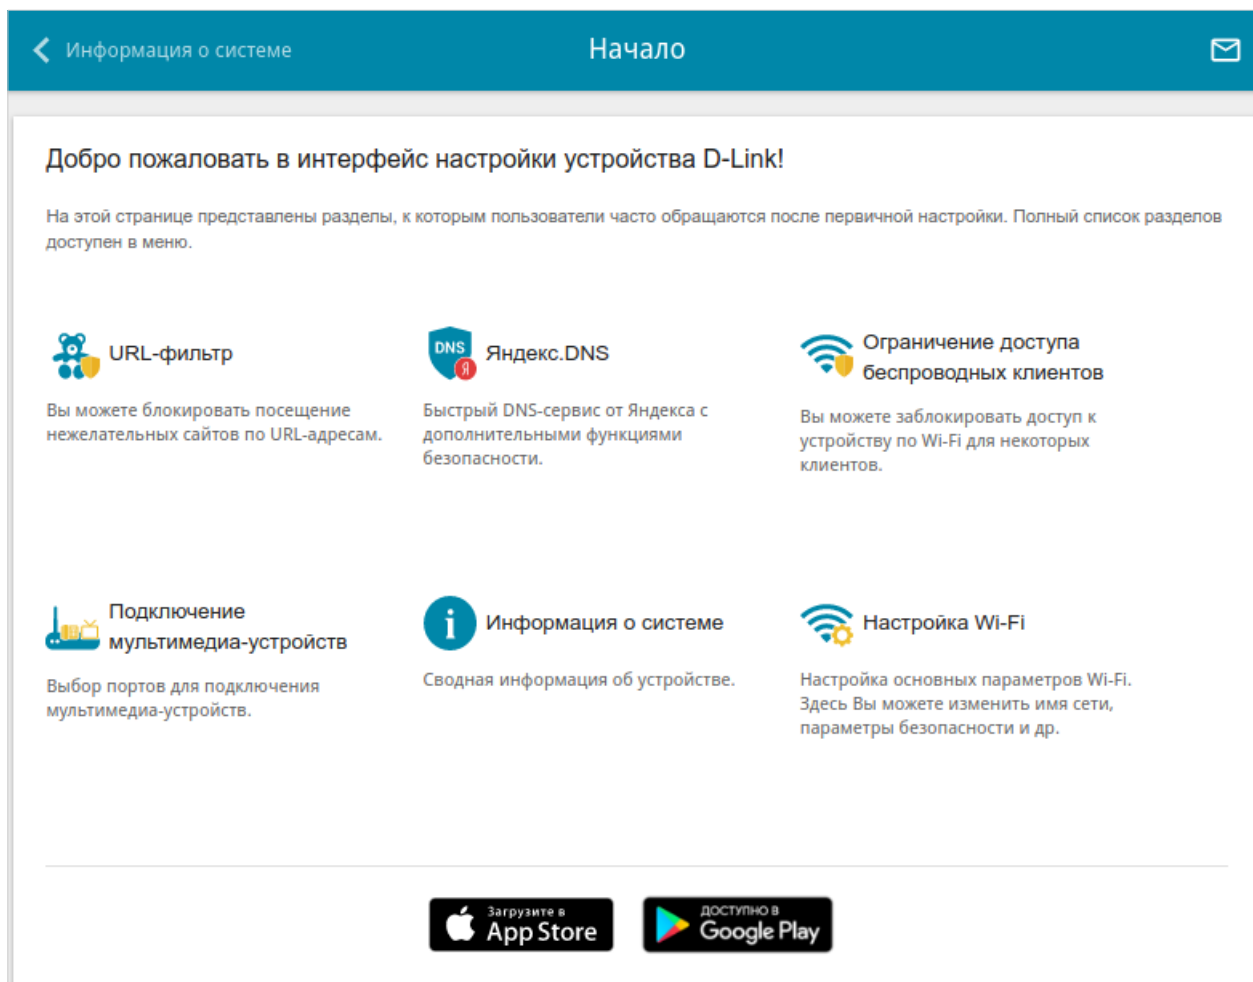 Информация о системе
Начало
Добро пожаловать в интерфейс настройки устройства D-Link!
На этой странице представлены разделы, к которым пользователи часто обращаются после первичной настройки. Полный список разделов
доступен в меню.
URL-фильтр
Вы можете блокировать посещение
нежелательных сайтов по URL-адресам.
DNS
Я
Яндекс.DNS
Быстрый DNS-сервис от Яндекса с
дополнительными функциями
безопасности.
Ограничение доступа
беспроводных клиентов
Вы можете заблокировать доступ к
устройству по Wi-Fi для некоторых
клиентов.
Подключение
мультимедиа-устройств
Выбор портов для подключения
мультимедиа-устройств.
i
Информация о системе
Сводная информация об устройстве.
Настройка Wi-Fi
Настройка основных параметров Wi-Fi.
Здесь Вы можете изменить имя сети,
параметры безопасности и др.
Загрузите в
App Store
ДОСТУПНО В
Google Play